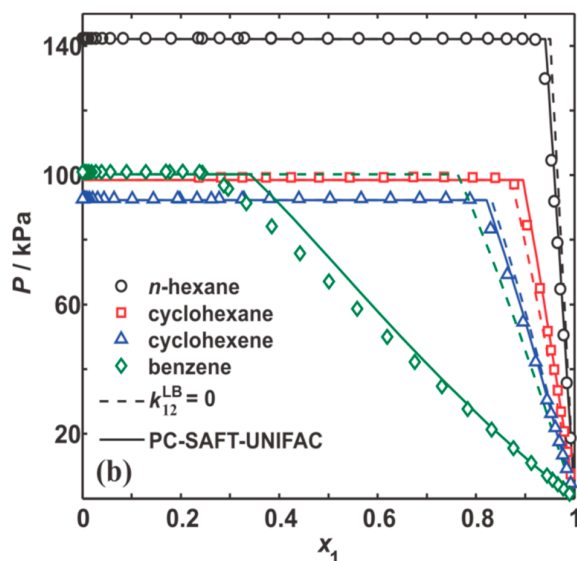 140
100
60
20
P / kPa
n-hexane
cyclohexane
cyclohexene
benzene
k₁₂ᴸᴮ = 0
PC-SAFT-UNIFAC
(b)
0 0.2 0.4 0.6 0.8 1
x₁